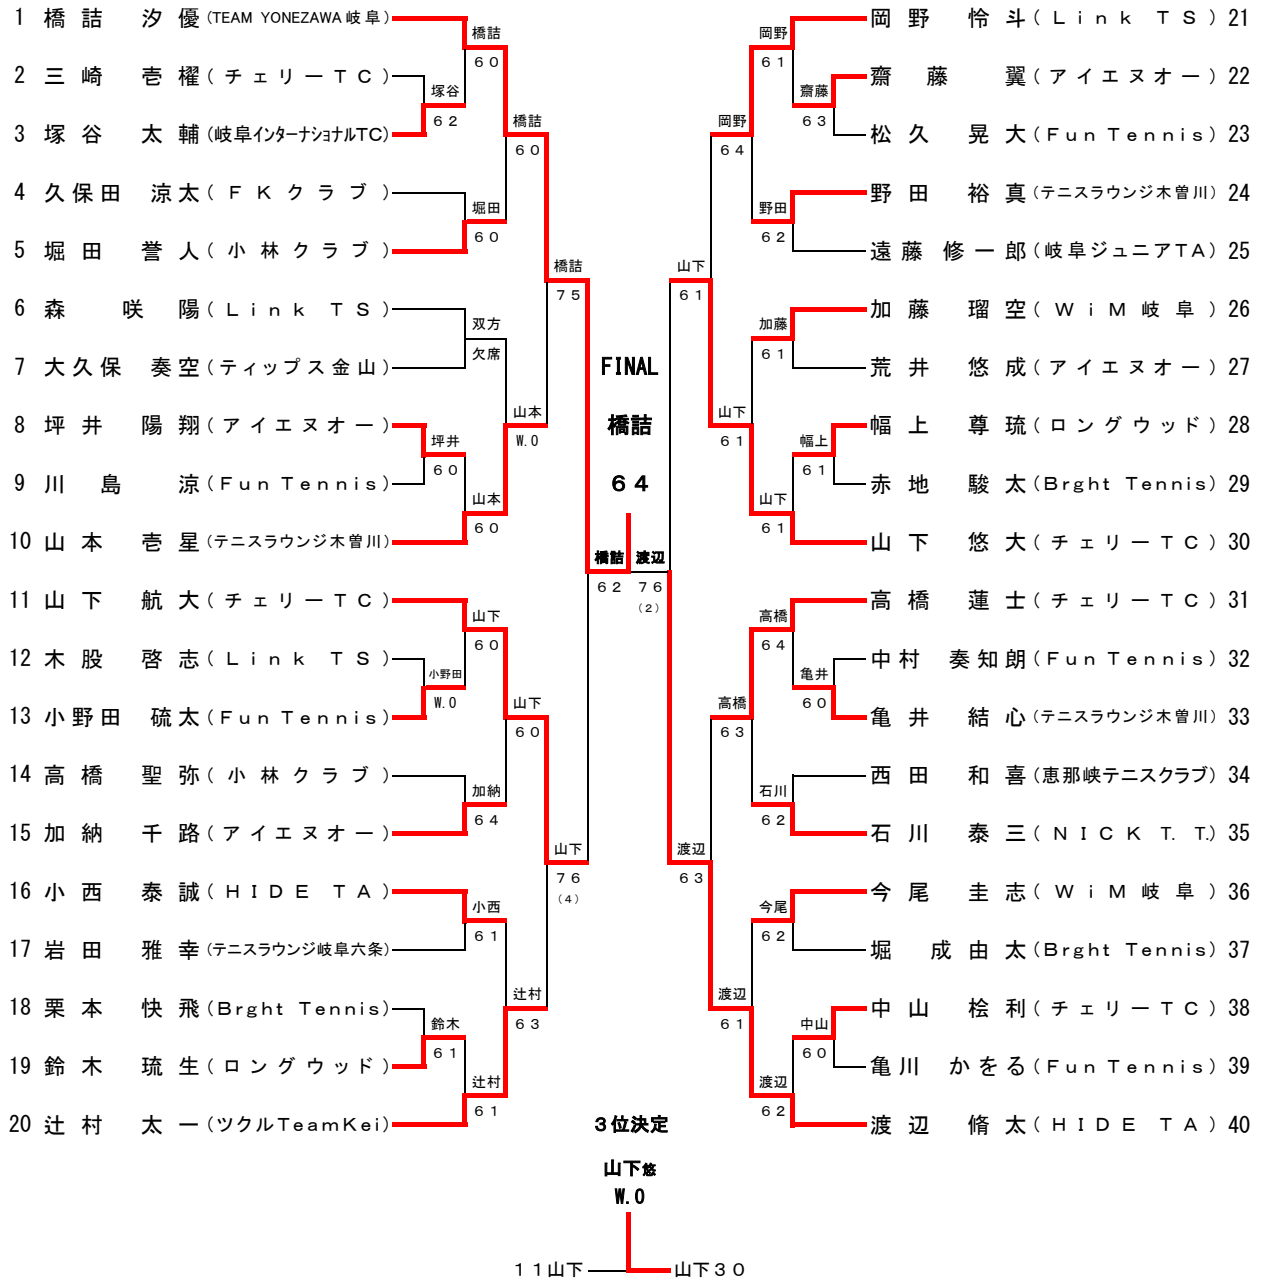 1 橋詰 汐優 (TEAM YONEZAWA岐阜)
2 三崎 壱櫂 (チェリーTC)
3 塚谷 太輔 (岐阜インターナショナルTC)
4 久保田 涼太 (FKクラブ)
5 堀田 誉人 (小林クラブ)
6 森 咲陽 (Link TS)
7 大久保 奏空 (ティップス金山)
8 坪井 陽翔 (アイエヌオー)
9 川島 涼 (Fun Tennis)
10 山本 壱星 (テニスラウンジ木曽川)
11 山下 航大 (チェリーTC)
12 木股 啓志 (Link TS)
13 小野田 硫太 (Fun Tennis)
14 高橋 聖弥 (小林クラブ)
15 加納 千路 (アイエヌオー)
16 小西 泰誠 (HIDE TA)
17 岩田 雅幸 (テニスラウンジ岐阜六条)
18 栗本 快飛 (Brght Tennis)
19 鈴木 琉生 (ロングウッド)
20 辻村 太一 (ツクルTeamKei)
塚谷
62
坪井
60
小野田
W.0
鈴木
61
橋詰
60
堀田
60
双方
欠席
山本
60
山下
60
加納
64
小西
61
辻村
61
橋詰
60
山本
W.0
山下
60
辻村
63
橋詰
75
山下
76
(4)
橋詰
62
FINAL
橋詰
64
渡辺
76
(2)
山下
61
渡辺
63
岡野
64
山下
61
高橋
63
渡辺
61
岡野
61
野田
62
加藤
61
山下
61
高橋
64
石川
62
今尾
62
渡辺
62
齋藤
63
幅上
61
亀井
60
中山
60
岡野 怜斗 (Link TS) 21
齋藤 翼 (アイエヌオー) 22
松久 晃大 (Fun Tennis) 23
野田 裕真 (テニスラウンジ木曽川) 24
遠藤 修一郎 (岐阜ジュニアTA) 25
加藤 瑠空 (WiM岐阜) 26
荒井 悠成 (アイエヌオー) 27
幅上 尊琉 (ロングウッド) 28
赤地 駿太 (Brght Tennis) 29
山下 悠大 (チェリーTC) 30
高橋 蓮士 (チェリーTC) 31
中村 奏知朗 (Fun Tennis) 32
亀井 結心 (テニスラウンジ木曽川) 33
西田 和喜 (恵那峡テニスクラブ) 34
石川 泰三 (NICK T. T.) 35
今尾 圭志 (WiM岐阜) 36
堀 成由太 (Brght Tennis) 37
中山 桧利 (チェリーTC) 38
亀川 かをる (Fun Tennis) 39
渡辺 脩太 (HIDE TA) 40
3位決定
山下悠
W.0
11山下
山下30